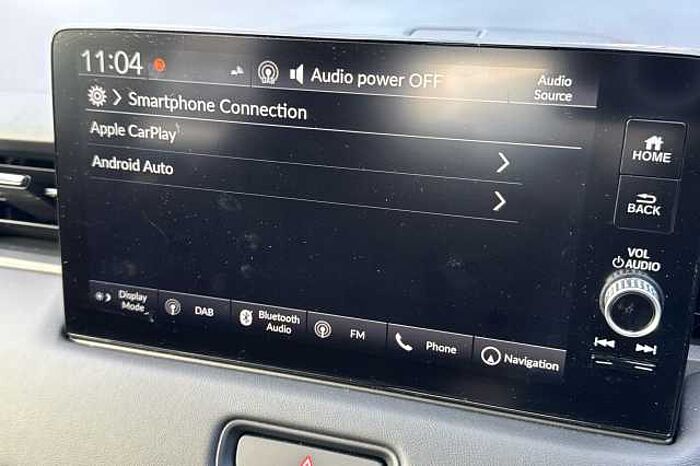 11:04 DAB Audio power OFF Audio
Source
Smartphone Connection
Apple CarPlay
Android Auto
HOME
BACK
VOL
AUDIO
Display
Mode
DAB
Bluetooth
Audio
FM
Phone
Navigation